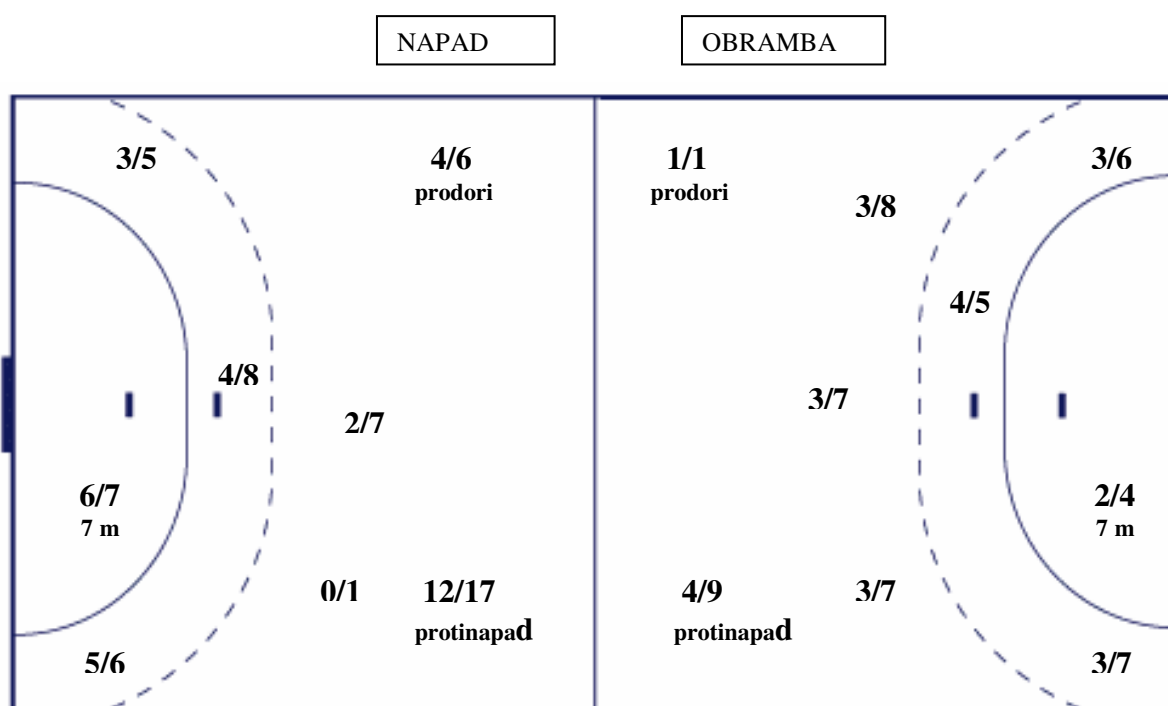 NAPAD
OBRAMBA
3/5
4/6
prodori
1/1
prodori
3/6
3/8
4/5
4/8
2/7
3/7
6/7
7 m
2/4
7 m
0/1
12/17
protinapad
4/9
protinapad
3/7
5/6
3/7